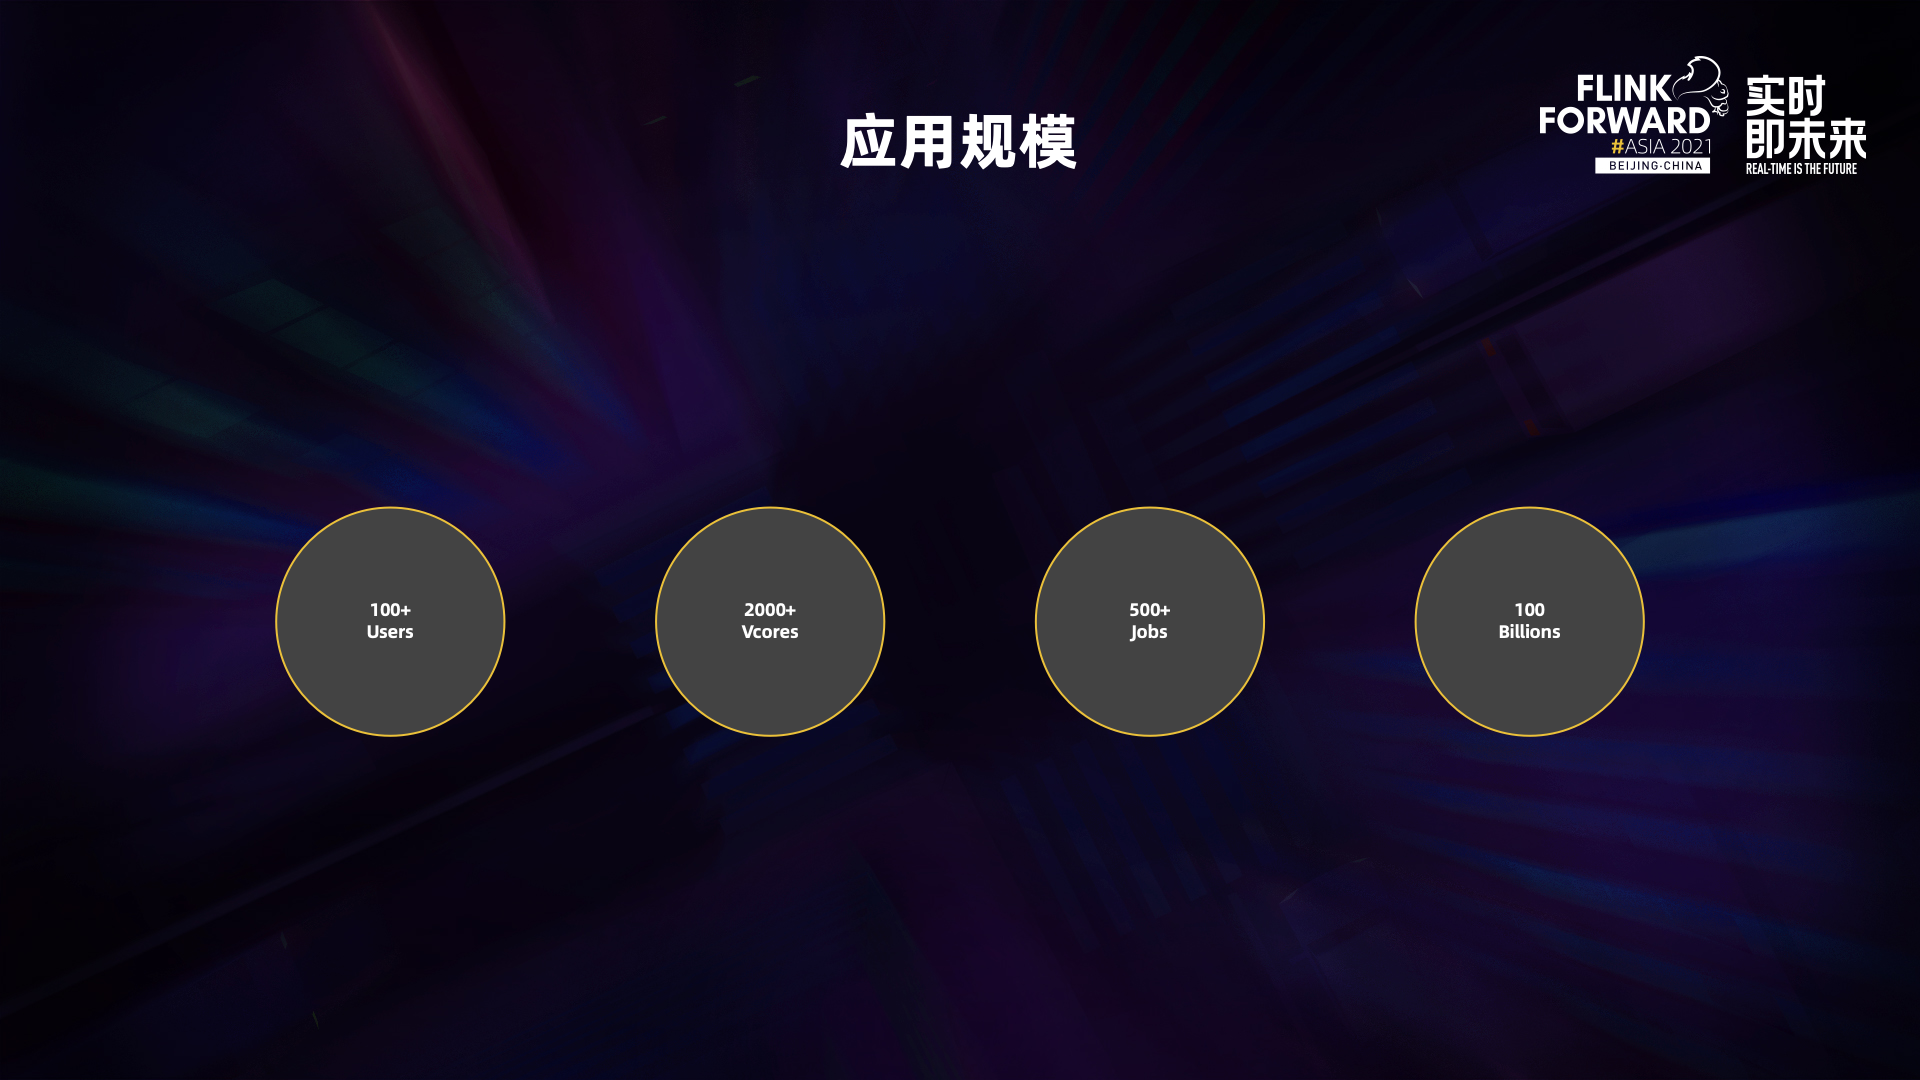 应用规模
FLINK
FORWARD
#ASIA 2021
BEIJING·CHINA
实时
即未来
REAL-TIME IS THE FUTURE
100+
Users
2000+
Vcores
500+
Jobs
100
Billions